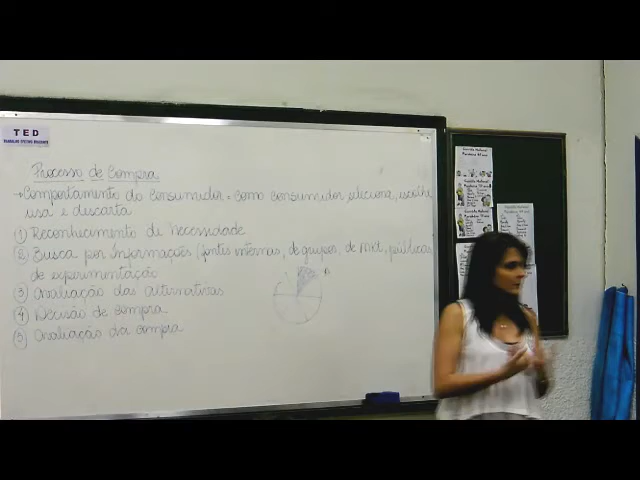 TED
Processo de Compra
→ Comportamento do Consumidor = como consumidor seleciona, escolhe
usa e descarta
① Reconhecimento de Necessidade
② Busca por Informações (fontes internas, de grupos, de mkt, públicas
de experimentação
③ Avaliação das alternativas
④ Decisão de compra
⑤ Avaliação da compra